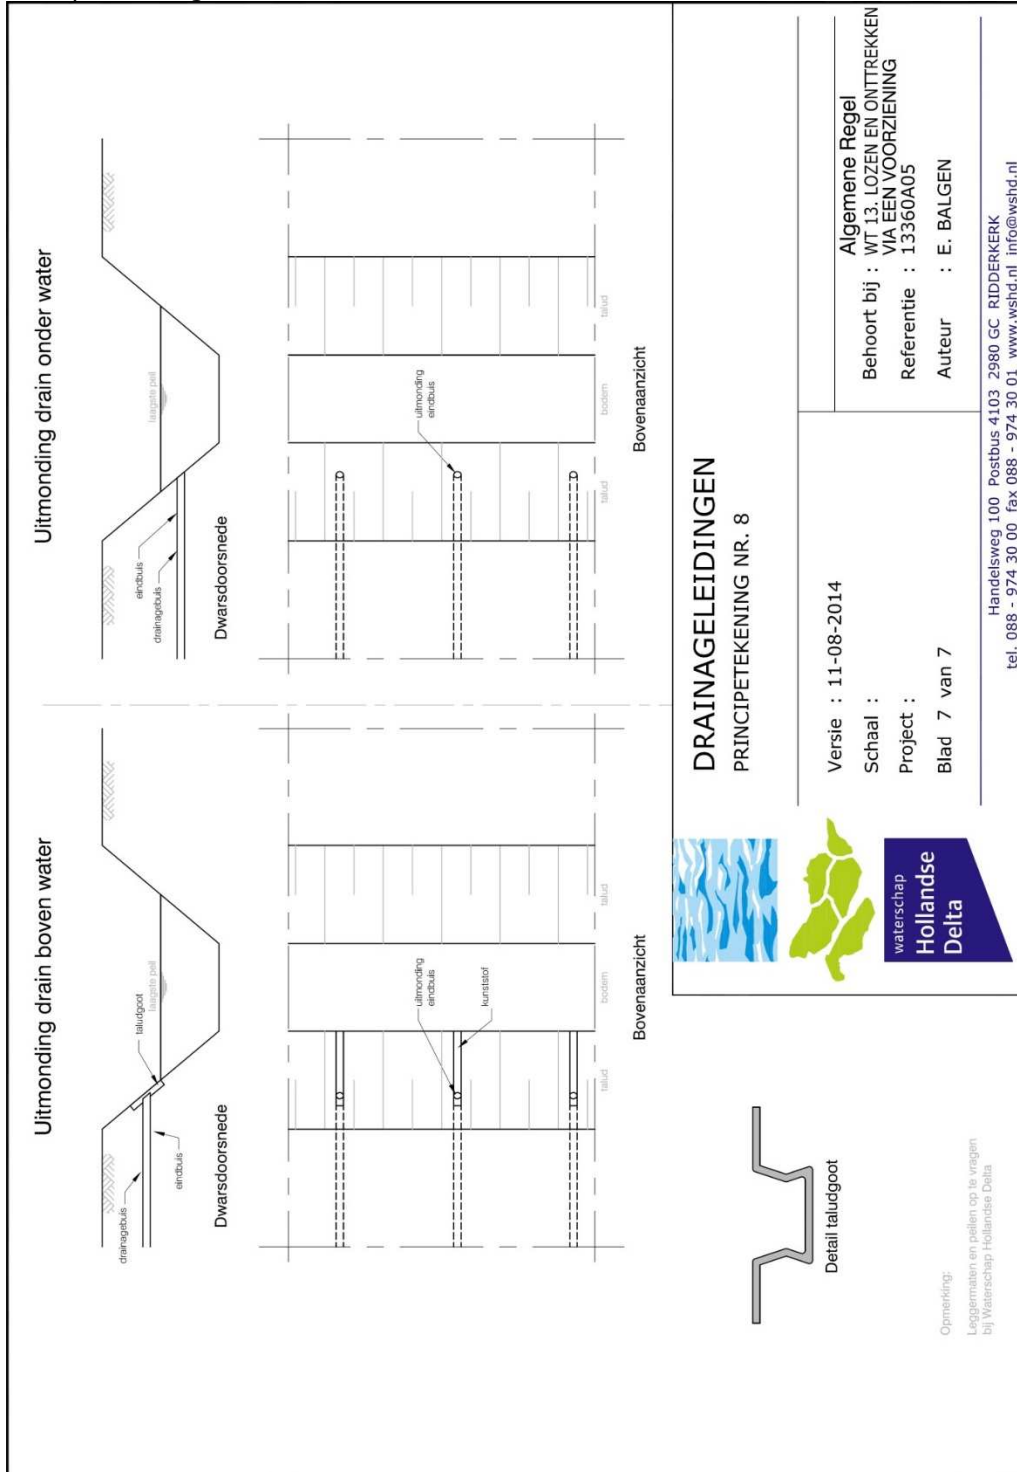 Uitmonding drain boven water
drainagebuis
eindbuis
taludgoot
laagste peil
Dwarsdoorsnede
uitmonding
eindbuis
kunststof
talud
bodem
talud
Bovenaanzicht
Uitmonding drain onder water
eindbuis
drainagebuis
laagste peil
Dwarsdoorsnede
uitmonding
eindbuis
talud
bodem
talud
Bovenaanzicht
Detail taludgoot
Opmerking:
Leggermaten en peilen op te vragen
bij Waterschap Hollandse Delta
waterschap
Hollandse
Delta
DRAINAGELEIDINGEN
PRINCIPETEKENING NR. 8
Versie : 11-08-2014
Schaal :
Project :
Blad 7 van 7
Algemene Regel
Behoort bij : WT 13. LOZEN EN ONTTREKKEN
VIA EEN VOORZIENING
Referentie : 13360A05
Auteur : E. BALGEN
Handelsweg 100 Postbus 4103 2980 GC RIDDERKERK
tel. 088 - 974 30 00 fax 088 - 974 30 01 www.wshd.nl info@wshd.nl